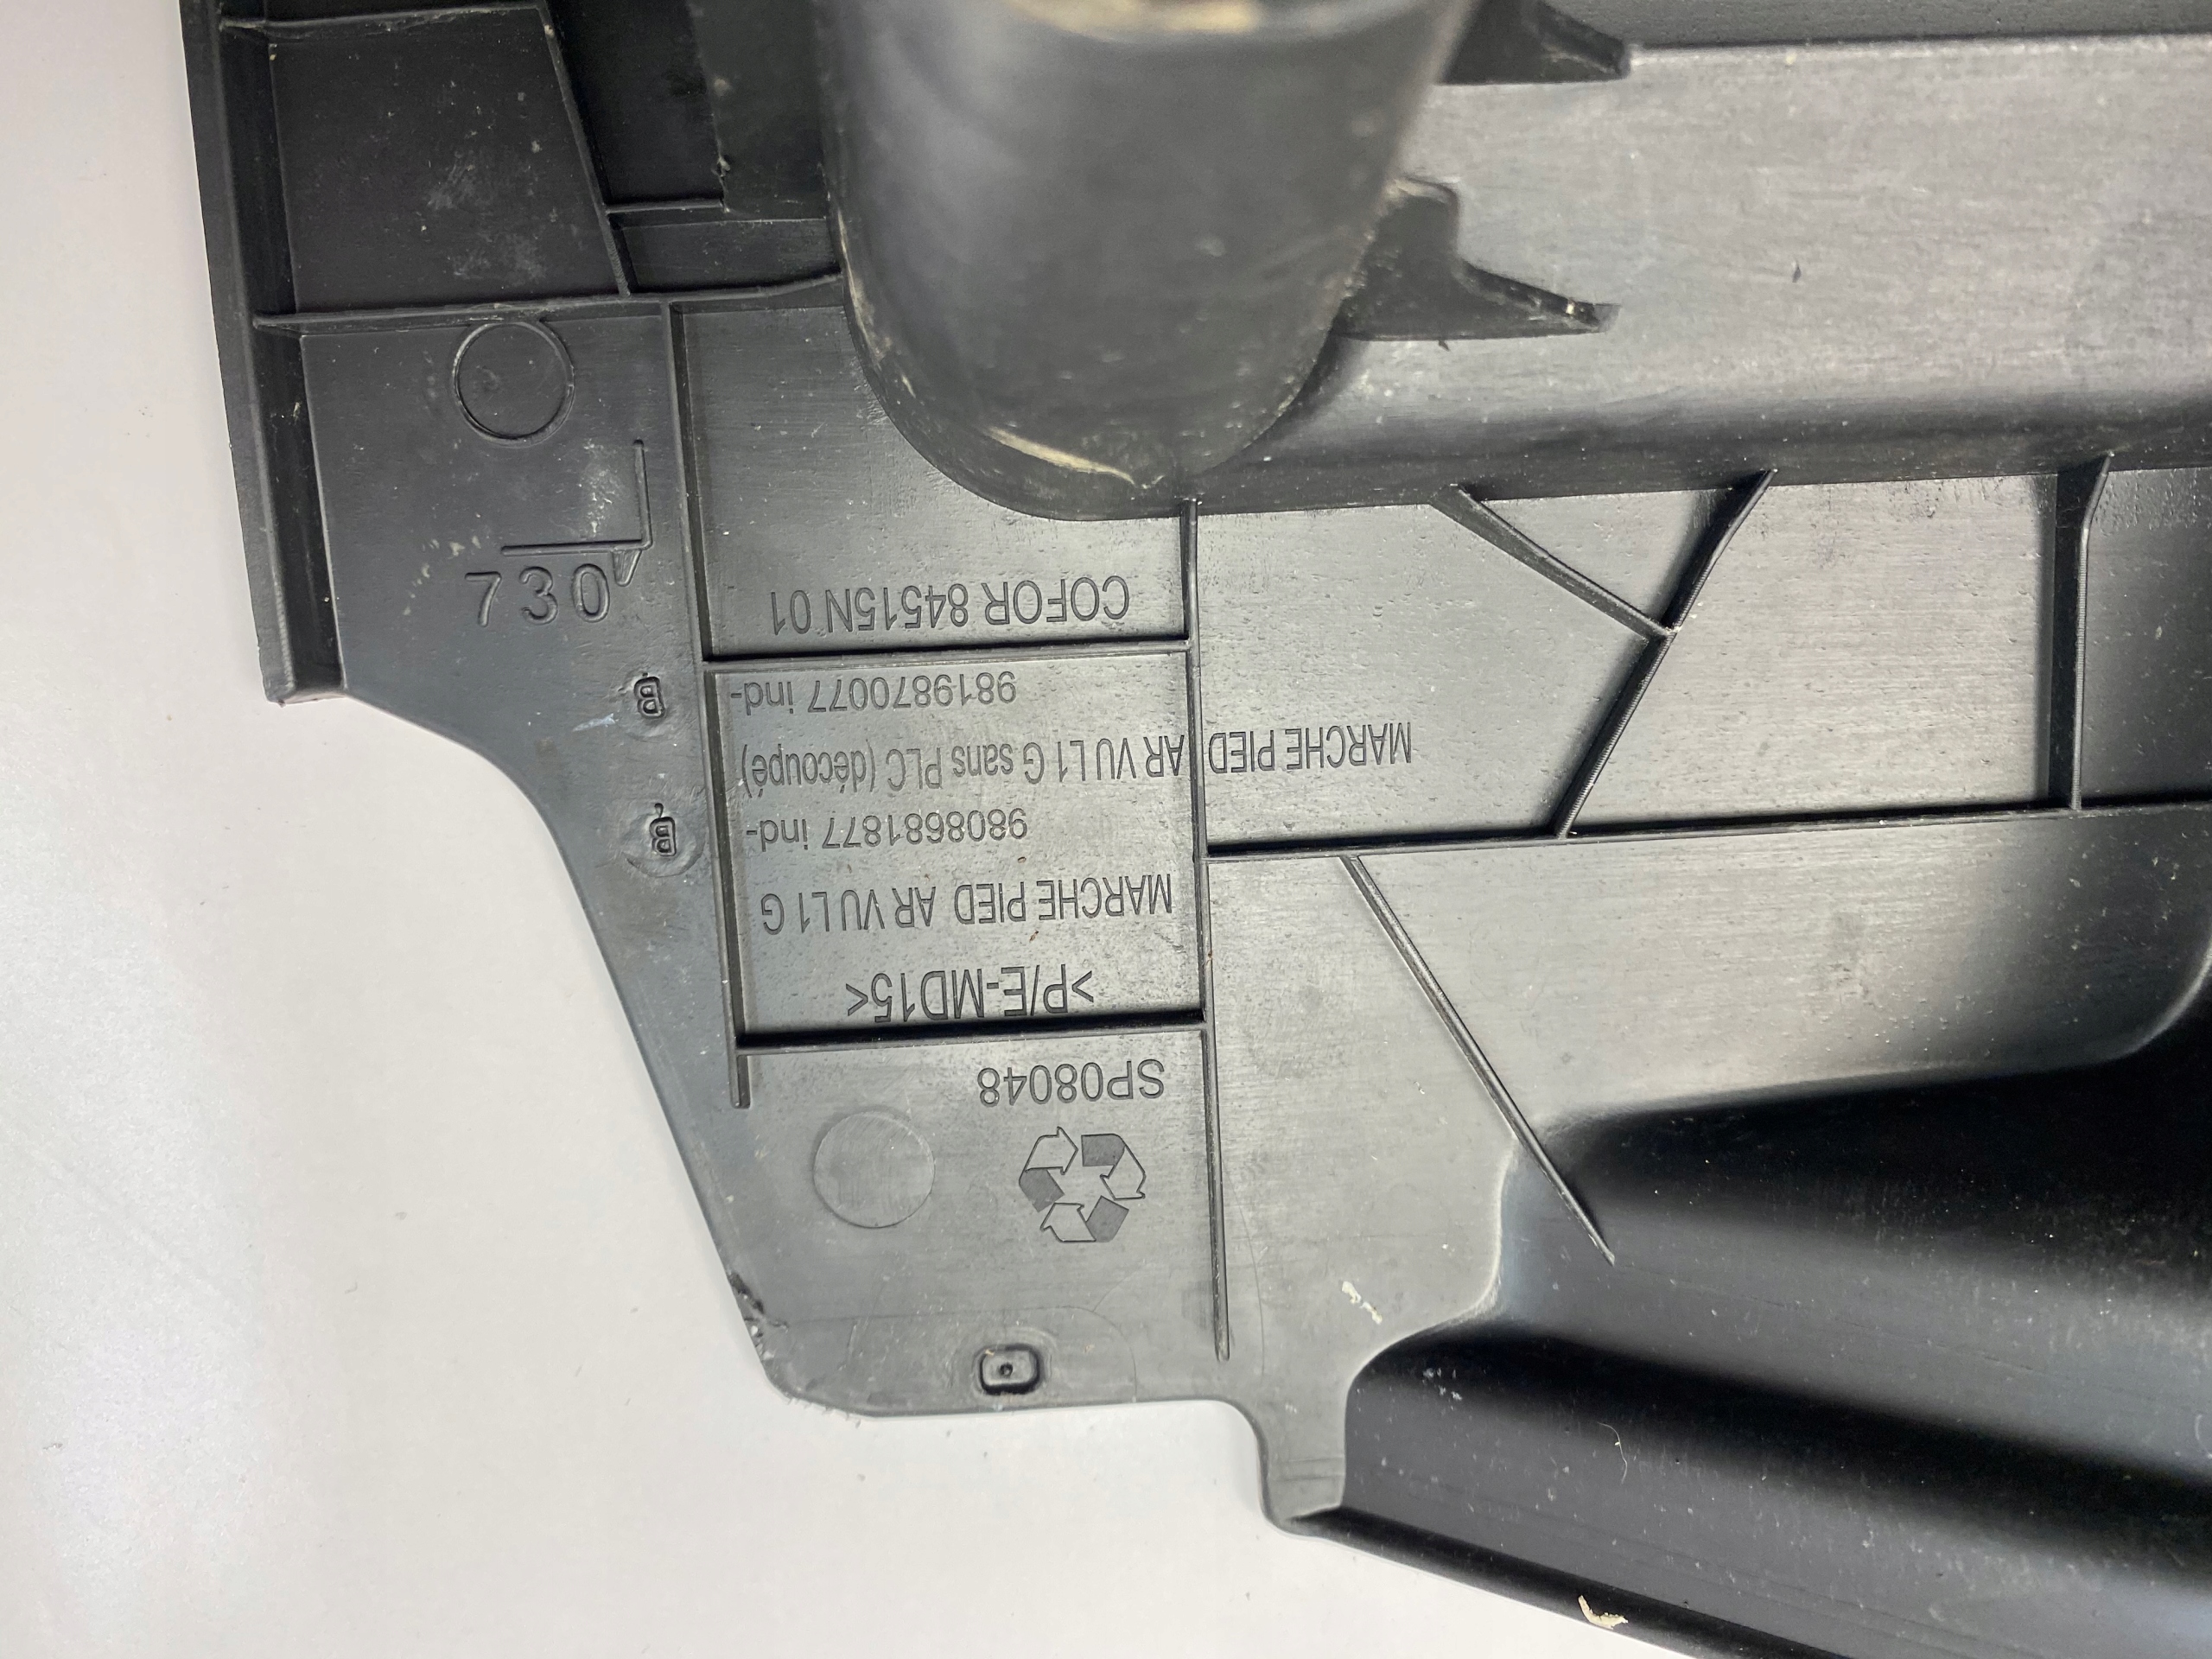 SP08048
>P/E-MD15<
MARCHE PIED AR VU L1 G
9808681877 ind-
MARCHE PIED AR VU L1 G sans PLC (découpé)
9819870077 ind-
COFOR 84515N 01
730
B
B